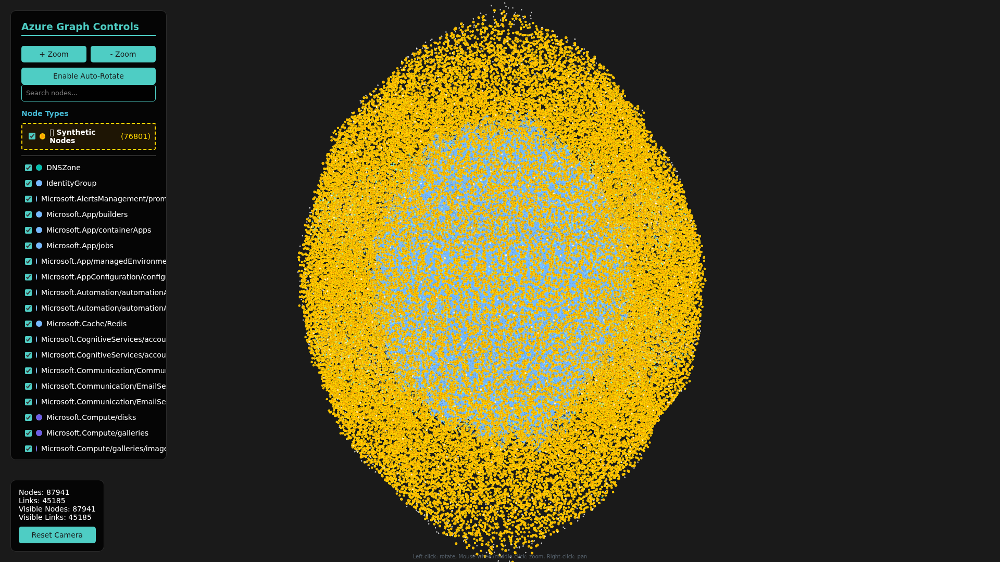 Azure Graph Controls
+ Zoom
- Zoom
Enable Auto-Rotate
Search nodes...
Node Types
Synthetic
Nodes
(76801)
DNSZone
IdentityGroup
Microsoft.AlertsManagement/prom
Microsoft.App/builders
Microsoft.App/containerApps
Microsoft.App/jobs
Microsoft.App/managedEnvironme
Microsoft.AppConfiguration/config
Microsoft.Automation/automationA
Microsoft.Automation/automationA
Microsoft.Cache/Redis
Microsoft.CognitiveServices/accou
Microsoft.CognitiveServices/accou
Microsoft.Communication/Commu
Microsoft.Communication/EmailSe
Microsoft.Communication/EmailSe
Microsoft.Compute/disks
Microsoft.Compute/galleries
Microsoft.Compute/galleries/image
Nodes: 87941
Links: 45185
Visible Nodes: 87941
Visible Links: 45185
Reset Camera
Left-click: rotate, Mouse-wheel/middle-click: zoom, Right-click: pan